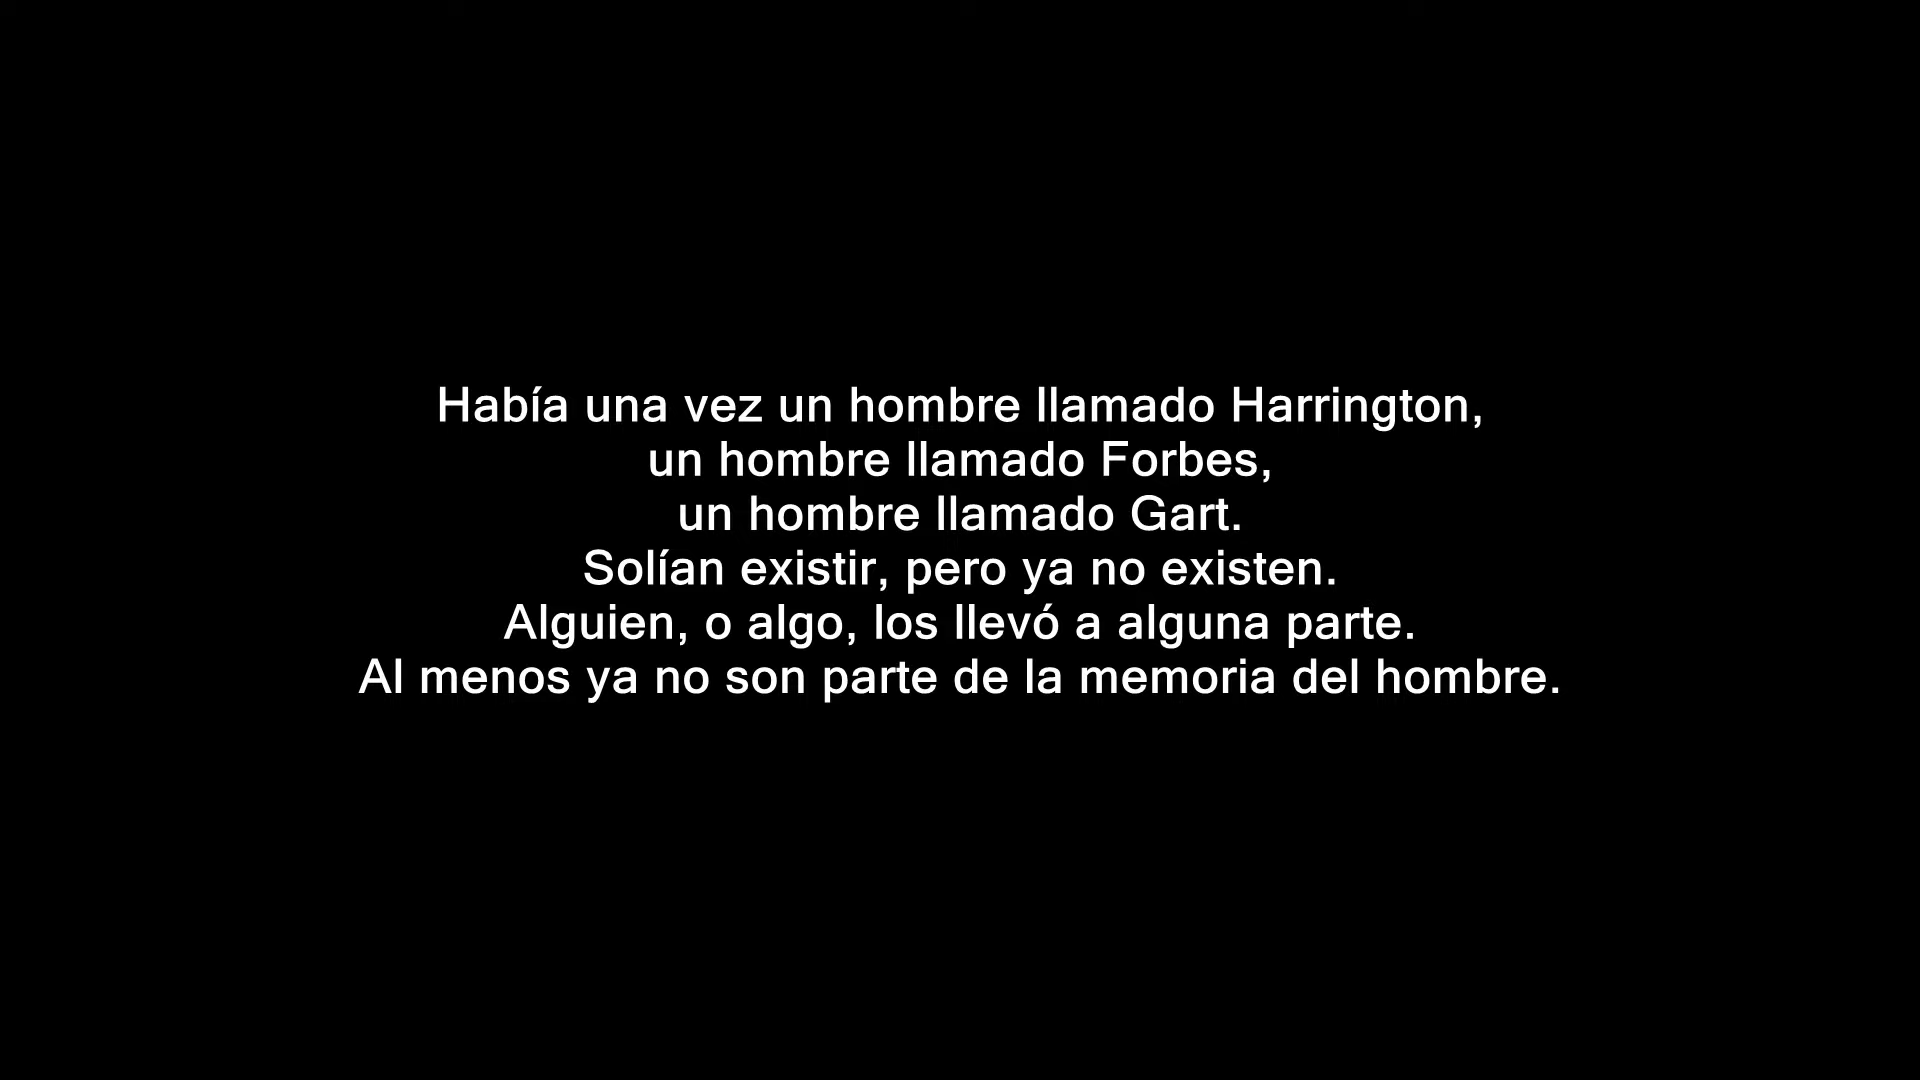 Había una vez un hombre llamado Harrington,
un hombre llamado Forbes,
un hombre llamado Gart.
Solían existir, pero ya no existen.
Alguien, o algo, los llevó a alguna parte.
Al menos ya no son parte de la memoria del hombre.